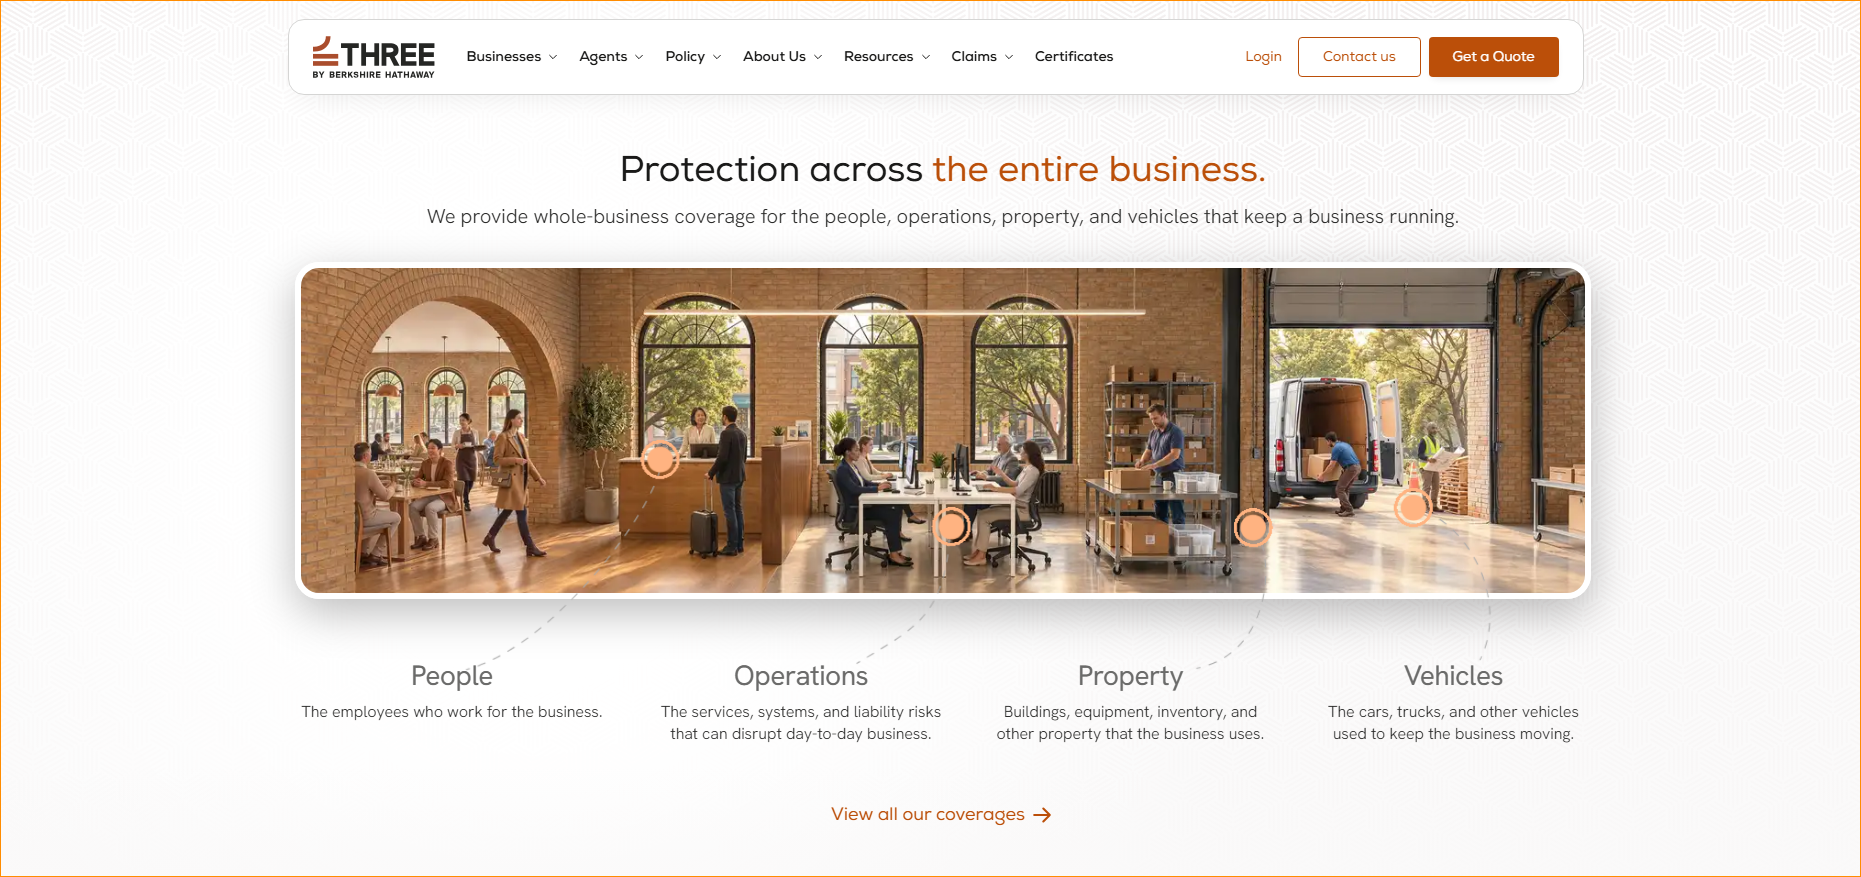 THREE
BY BERKSHIRE HATHAWAY
Businesses
Agents
Policy
About Us
Resources
Claims
Certificates
Login
Contact us
Get a Quote
Protection across the entire business.
We provide whole-business coverage for the people, operations, property, and vehicles that keep a business running.
People
The employees who work for the business.
Operations
The services, systems, and liability risks
that can disrupt day-to-day business.
Property
Buildings, equipment, inventory, and
other property that the business uses.
Vehicles
The cars, trucks, and other vehicles
used to keep the business moving.
View all our coverages